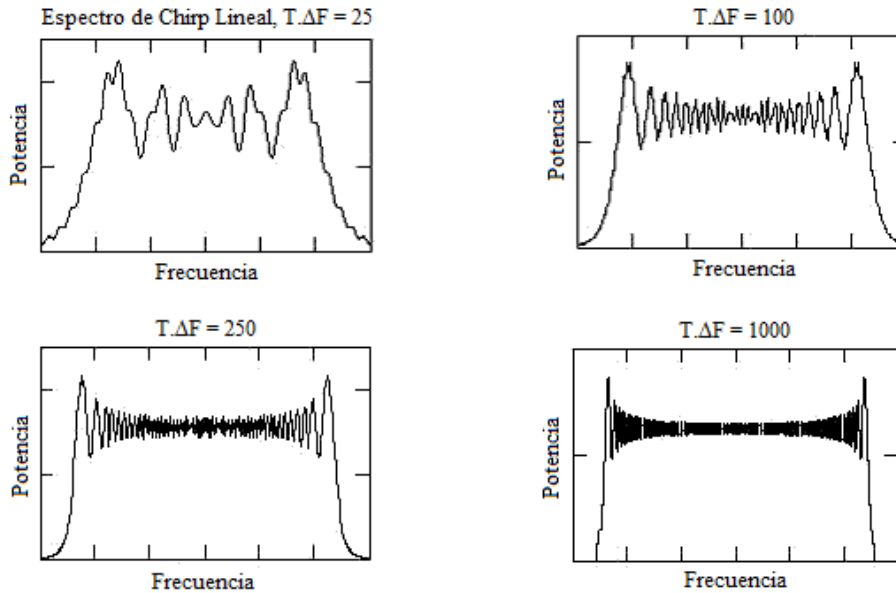 Espectro de Chirp Lineal, T.ΔF = 25
Potencia
Frecuencia
T.ΔF = 100
Potencia
Frecuencia
T.ΔF = 250
Potencia
Frecuencia
T.ΔF = 1000
Potencia
Frecuencia